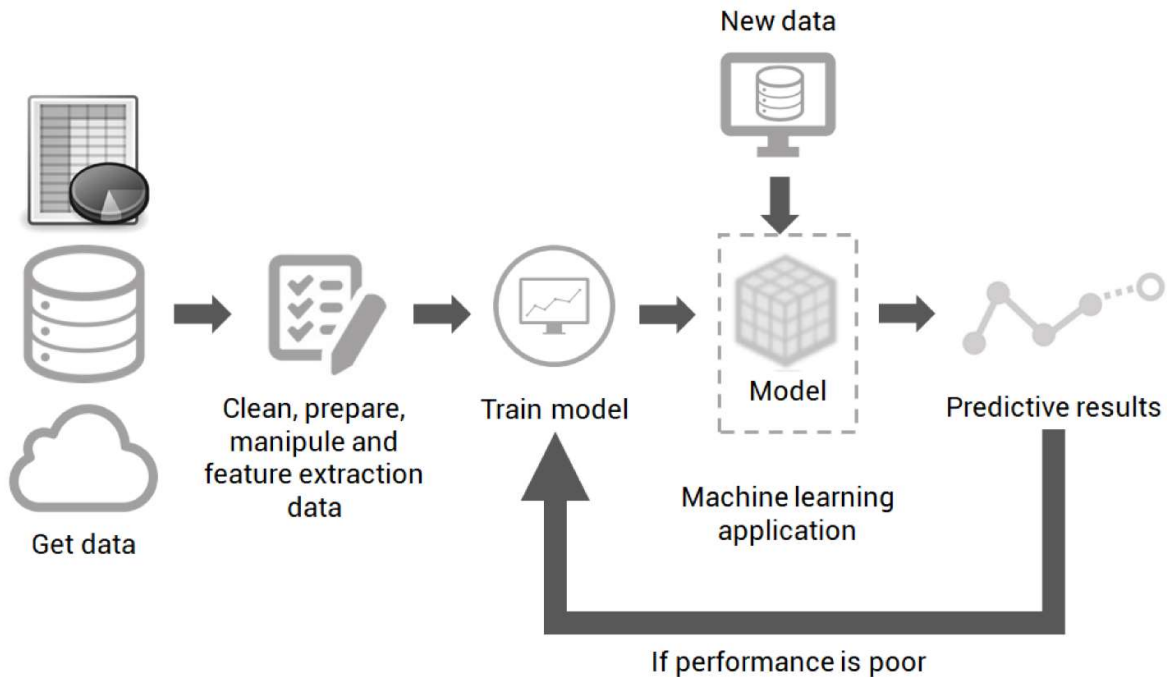 New data
Get data
Clean, prepare,
manipule and
feature extraction
data
Train model
Model
Predictive results
Machine learning
application
If performance is poor